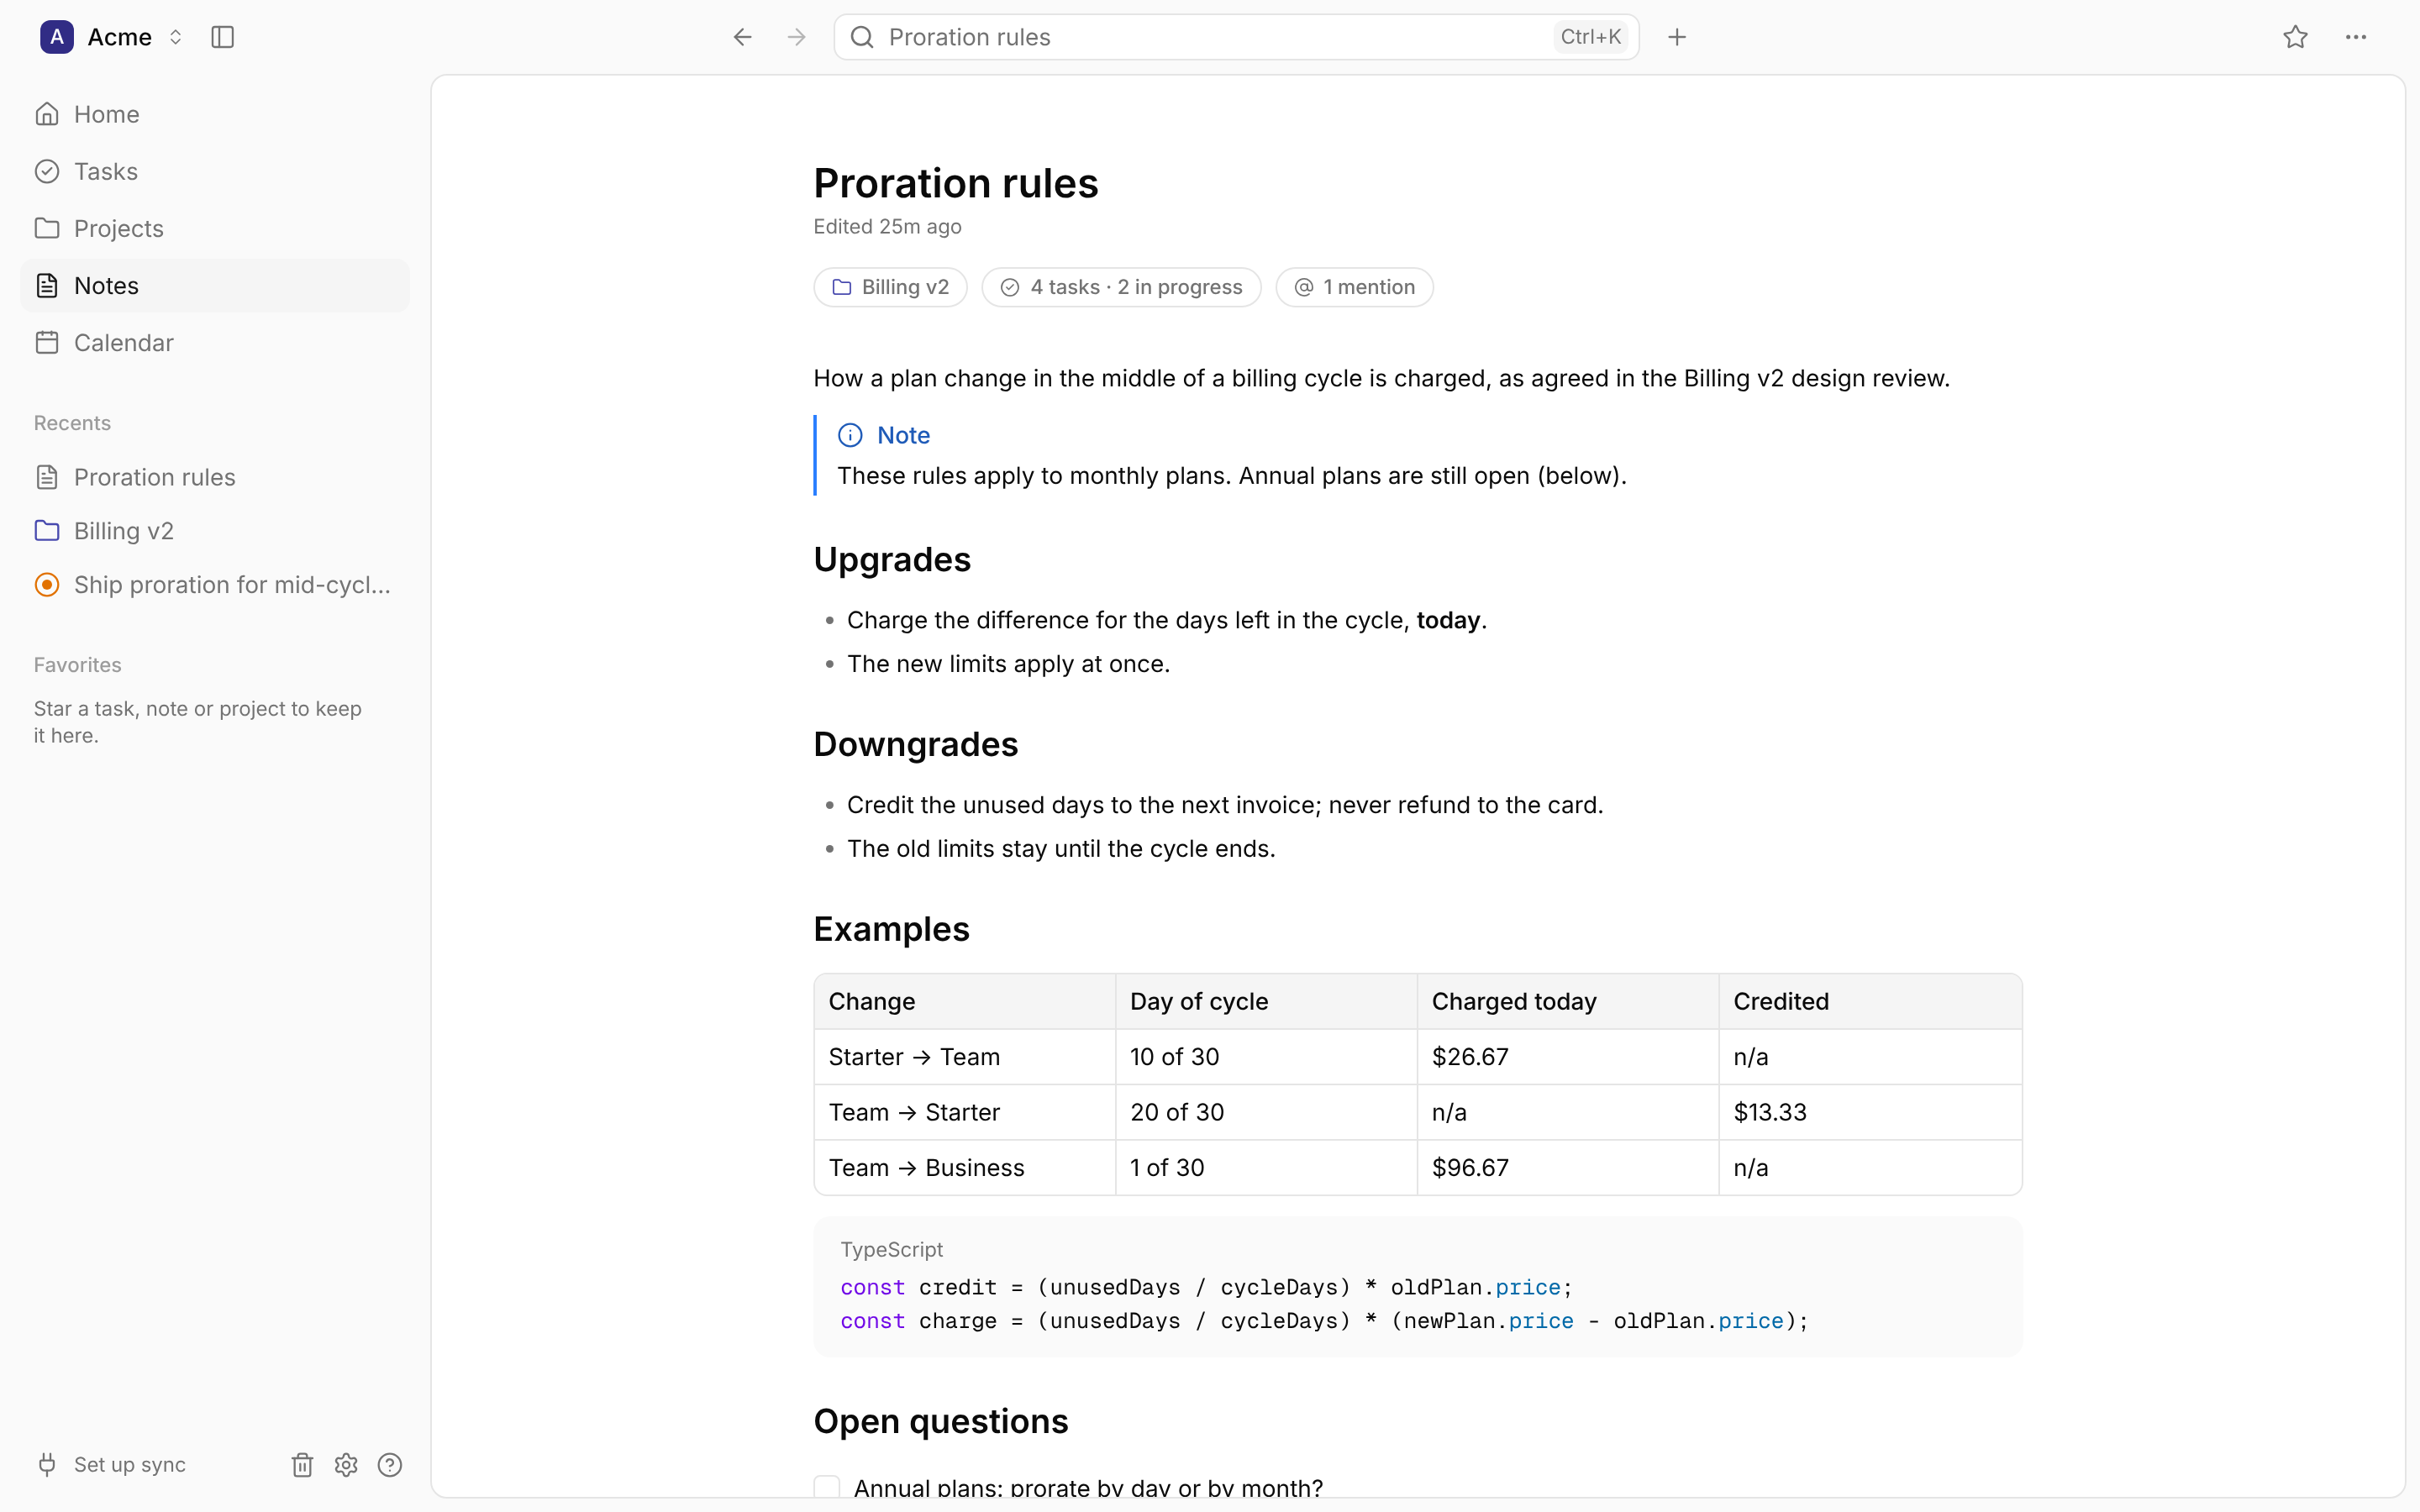 A Acme
Proration rules Ctrl+K
Home
Tasks
Projects
Notes
Calendar
Recents
Proration rules
Billing v2
Ship proration for mid-cycl...
Favorites
Star a task, note or project to keep
it here.
Set up sync
Proration rules
Edited 25m ago
Billing v2
4 tasks · 2 in progress
1 mention
How a plan change in the middle of a billing cycle is charged, as agreed in the Billing v2 design review.
Note
These rules apply to monthly plans. Annual plans are still open (below).
Upgrades
• Charge the difference for the days left in the cycle, today.
• The new limits apply at once.
Downgrades
• Credit the unused days to the next invoice; never refund to the card.
• The old limits stay until the cycle ends.
Examples
Change Day of cycle Charged today Credited
Starter → Team 10 of 30 $26.67 n/a
Team → Starter 20 of 30 n/a $13.33
Team → Business 1 of 30 $96.67 n/a
TypeScript
const credit = (unusedDays / cycleDays) * oldPlan.price;
const charge = (unusedDays / cycleDays) * (newPlan.price - oldPlan.price);
Open questions
Annual plans: prorate by day or by month?